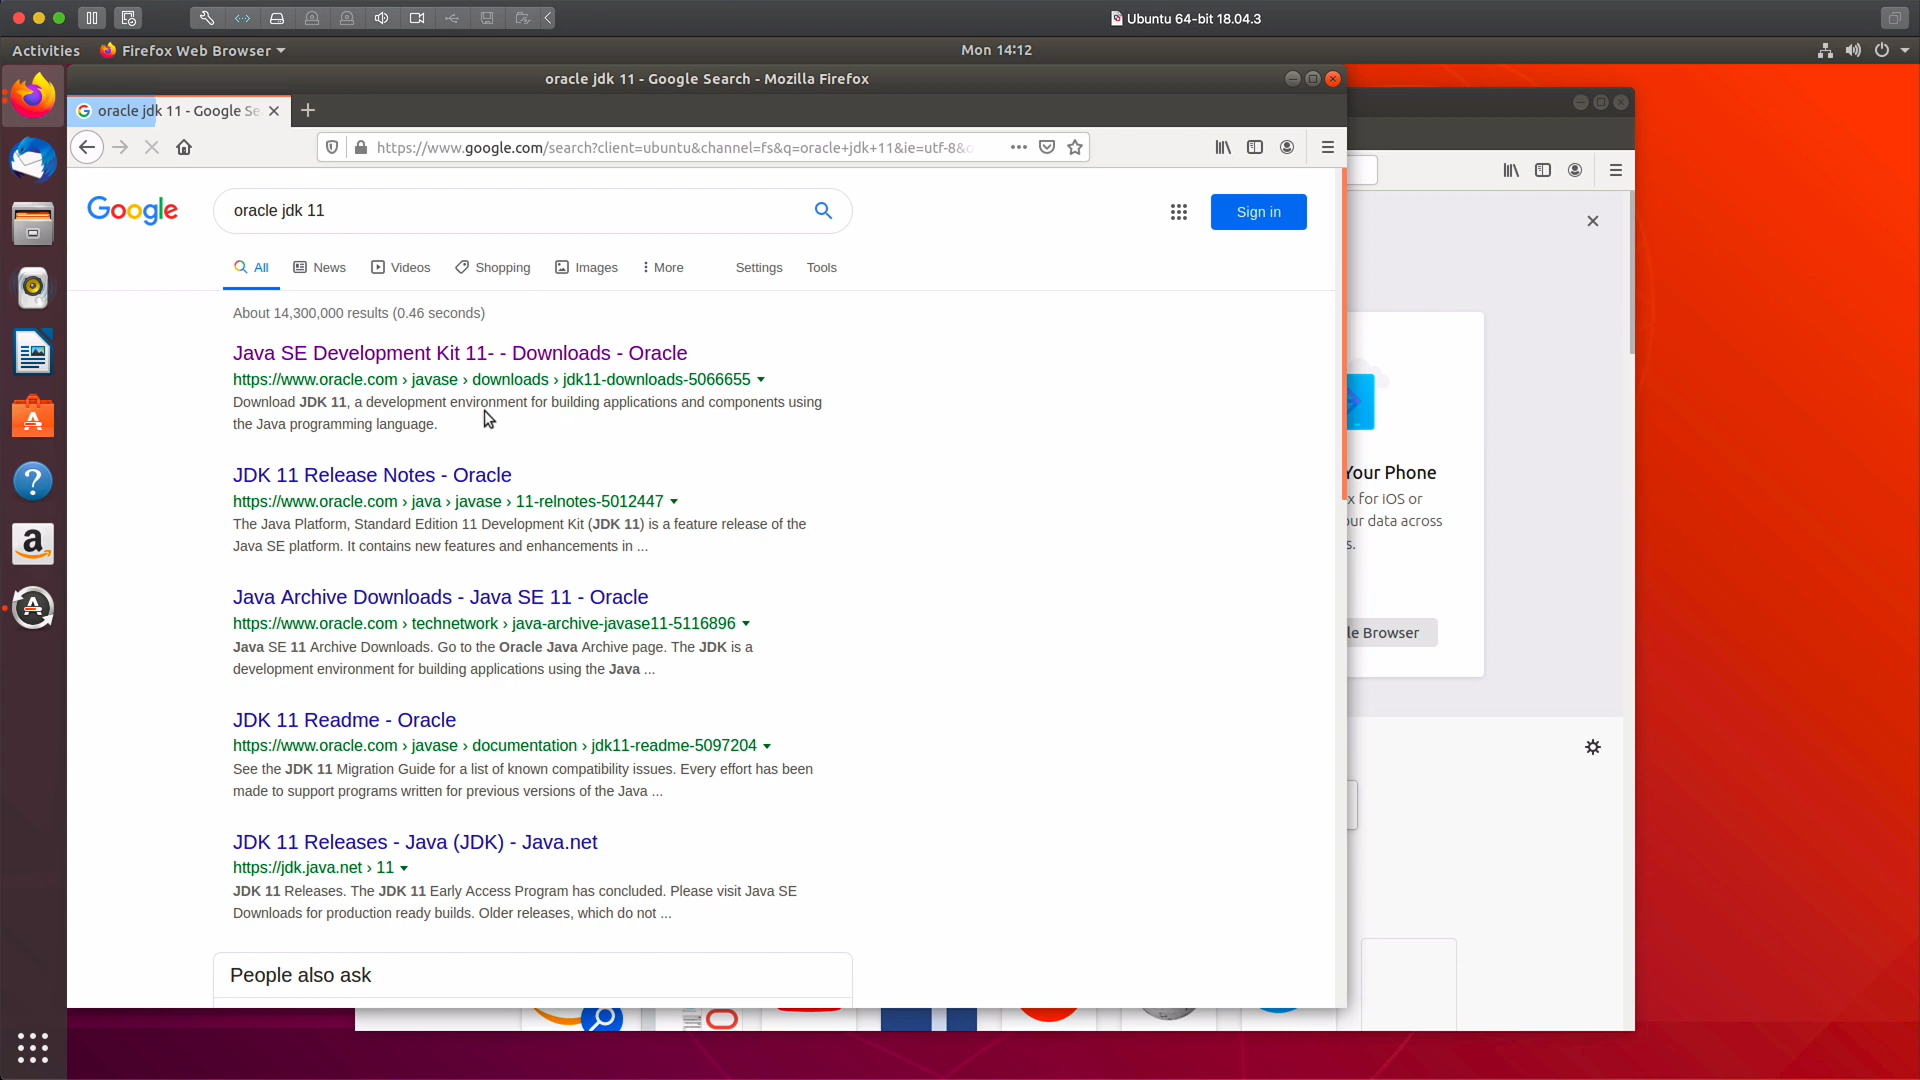 Ubuntu 64-bit 18.04.3
Activities
Firefox Web Browser
Mon 14:12
oracle jdk 11 - Google Search - Mozilla Firefox
oracle jdk 11 - Google Se
https://www.google.com/search?client=ubuntu&channel=fs&q=oracle+jdk+11&ie=utf-8&o
Google
oracle jdk 11
Sign in
All
News
Videos
Shopping
Images
More
Settings
Tools
About 14,300,000 results (0.46 seconds)
Java SE Development Kit 11- - Downloads - Oracle
https://www.oracle.com › javase › downloads › jdk11-downloads-5066655
Download JDK 11, a development environment for building applications and components using
the Java programming language.
JDK 11 Release Notes - Oracle
https://www.oracle.com › java › javase › 11-relnotes-5012447
The Java Platform, Standard Edition 11 Development Kit (JDK 11) is a feature release of the
Java SE platform. It contains new features and enhancements in ...
Java Archive Downloads - Java SE 11 - Oracle
https://www.oracle.com › technetwork › java-archive-javase11-5116896
Java SE 11 Archive Downloads. Go to the Oracle Java Archive page. The JDK is a
development environment for building applications using the Java ...
JDK 11 Readme - Oracle
https://www.oracle.com › javase › documentation › jdk11-readme-5097204
See the JDK 11 Migration Guide for a list of known compatibility issues. Every effort has been
made to support programs written for previous versions of the Java ...
JDK 11 Releases - Java (JDK) - Java.net
https://jdk.java.net › 11
JDK 11 Releases. The JDK 11 Early Access Program has concluded. Please visit Java SE
Downloads for production ready builds. Older releases, which do not ...
People also ask
Your Phone
x for iOS or
ur data across
s.
le Browser